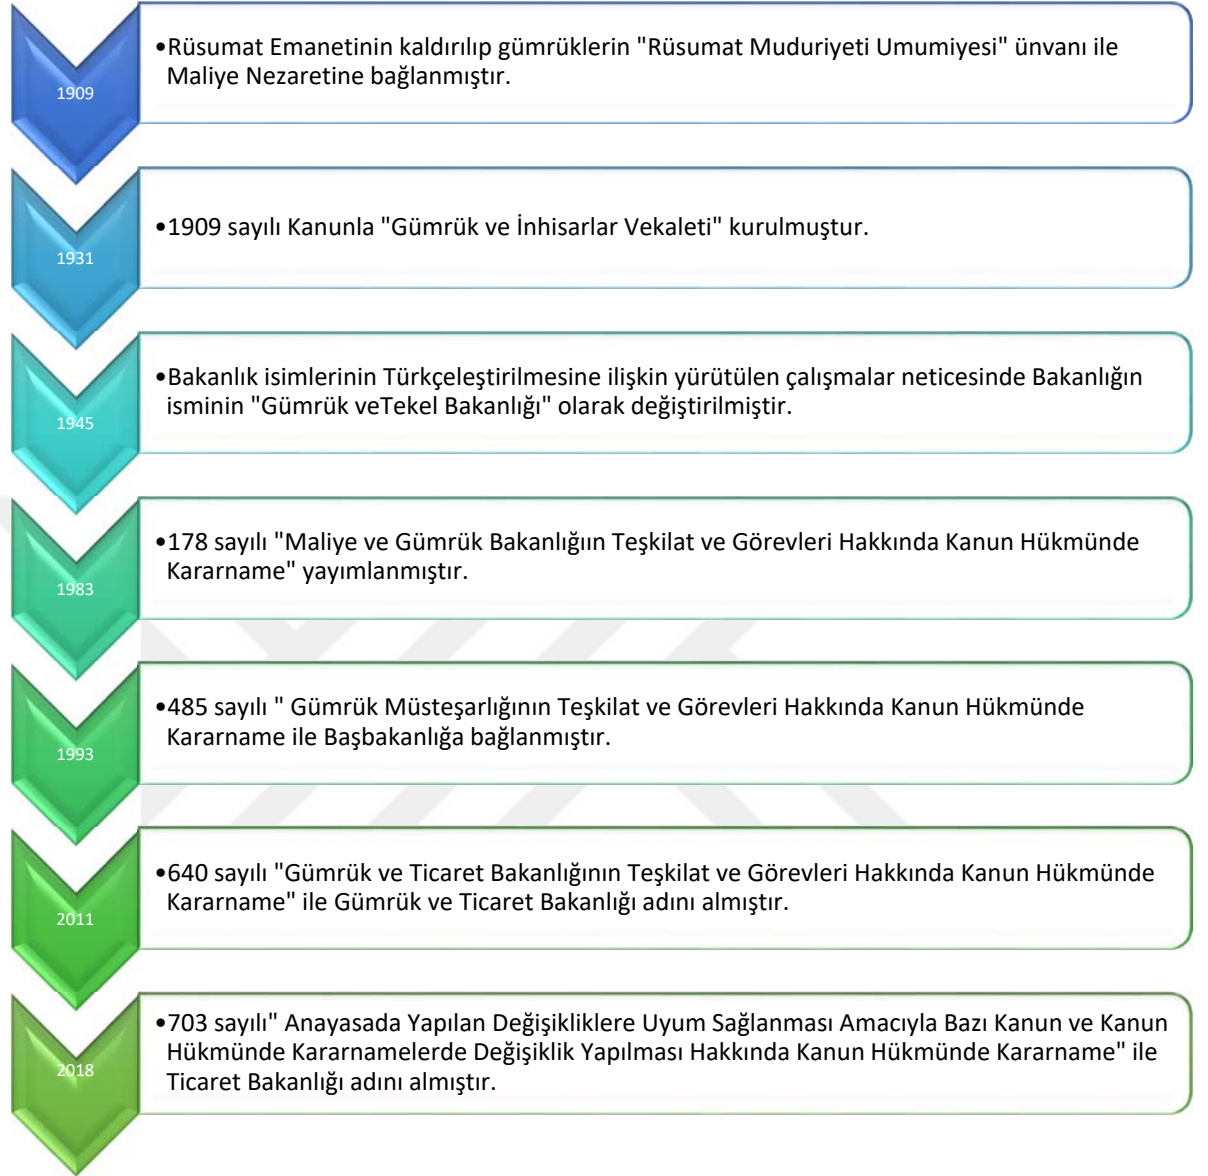 1909
•Rüsumat Emanetinin kaldırılıp gümrüklerin "Rüsumat Muduriyeti Umumiyesi" ünvanı ile
Maliye Nezaretine bağlanmıştır.
1931
•1909 sayılı Kanunla "Gümrük ve İnhisarlar Vekaleti" kurulmuştur.
1945
•Bakanlık isimlerinin Türkçeleştirilmesine ilişkin yürütülen çalışmalar neticesinde Bakanlığın
isminin "Gümrük veTekel Bakanlığı" olarak değiştirilmiştir.
1983
•178 sayılı "Maliye ve Gümrük Bakanlığıın Teşkilat ve Görevleri Hakkında Kanun Hükmünde
Kararname" yayımlanmıştır.
1993
•485 sayılı " Gümrük Müsteşarlığının Teşkilat ve Görevleri Hakkında Kanun Hükmünde
Kararname ile Başbakanlığa bağlanmıştır.
2011
•640 sayılı "Gümrük ve Ticaret Bakanlığının Teşkilat ve Görevleri Hakkında Kanun Hükmünde
Kararname" ile Gümrük ve Ticaret Bakanlığı adını almıştır.
2018
•703 sayılı" Anayasada Yapılan Değişikliklere Uyum Sağlanması Amacıyla Bazı Kanun ve Kanun
Hükmünde Kararnamelerde Değişiklik Yapılması Hakkında Kanun Hükmünde Kararname" ile
Ticaret Bakanlığı adını almıştır.